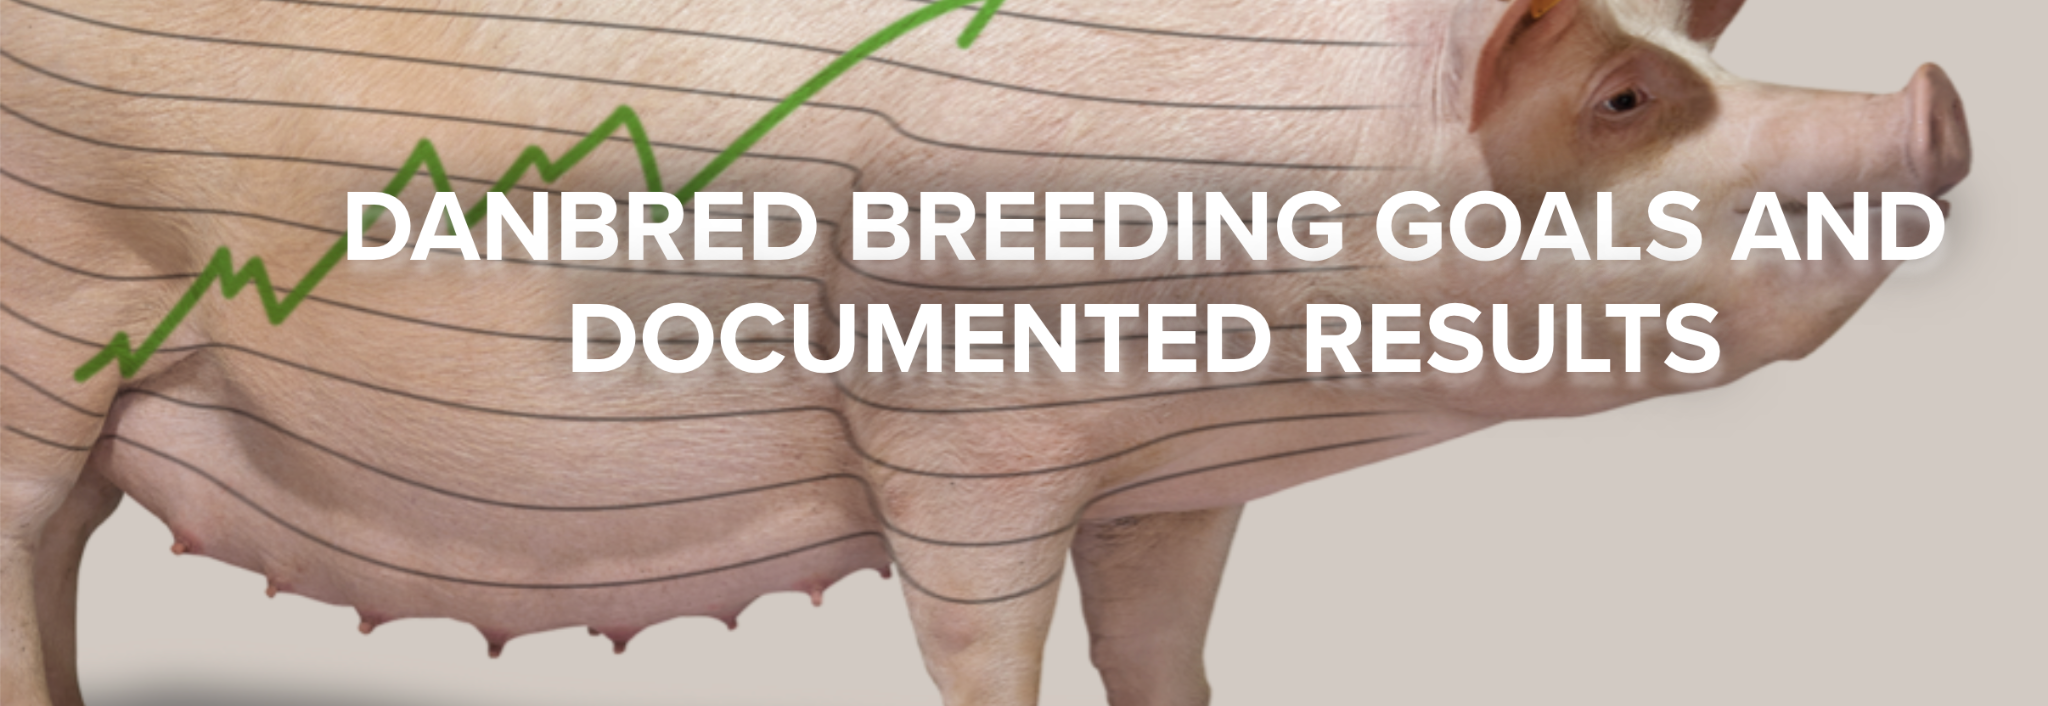 DANBRED BREEDING GOALS AND
DOCUMENTED RESULTS